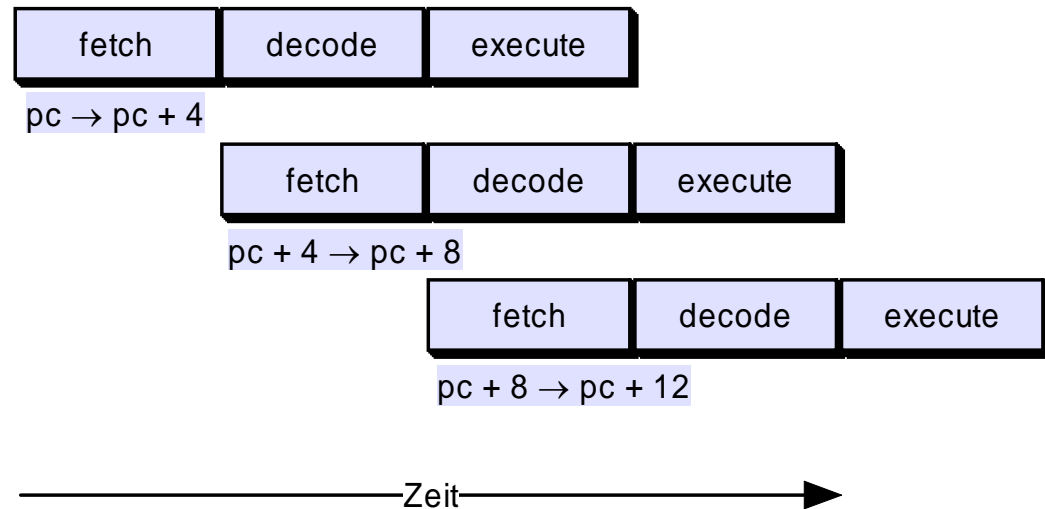 fetch decode execute
pc → pc + 4
fetch decode execute
pc + 4 → pc + 8
fetch decode execute
pc + 8 → pc + 12
Zeit